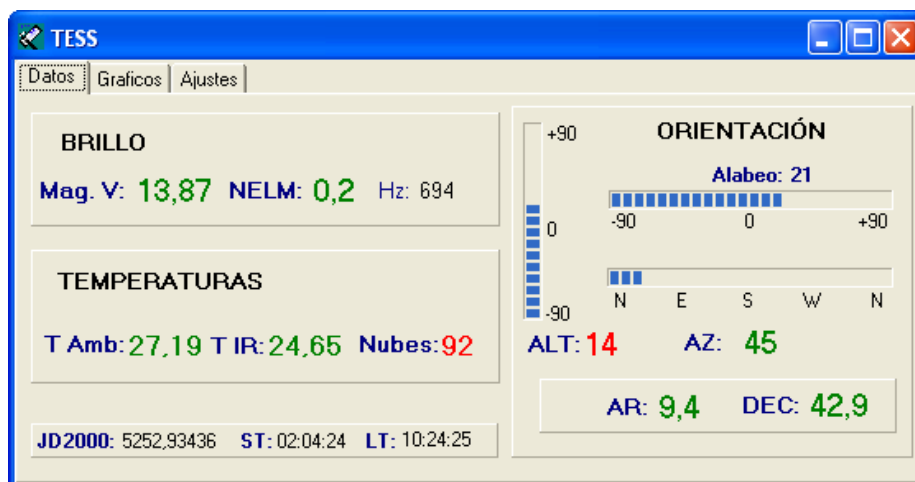 TESS
Datos Graficos Ajustes
BRILLO
Mag. V: 13,87 NELM: 0,2 Hz: 694
TEMPERATURAS
T Amb: 27,19 T IR: 24,65 Nubes: 92
JD2000: 5252,93436 ST: 02:04:24 LT: 10:24:25
ORIENTACIÓN
+90
0
-90
Alabeo: 21
-90 0 +90
N E S W N
ALT: 14 AZ: 45
AR: 9,4 DEC: 42,9